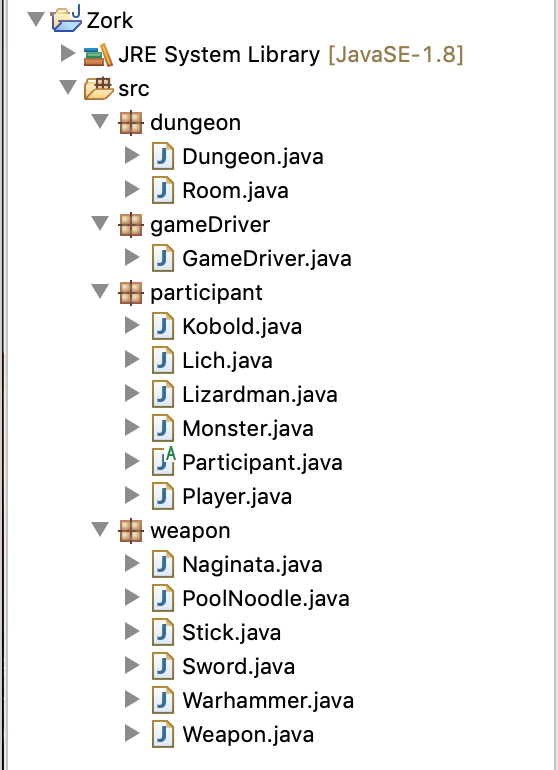 Zork
JRE System Library [JavaSE-1.8]
src
dungeon
Dungeon.java
Room.java
gameDriver
GameDriver.java
participant
Kobold.java
Lich.java
Lizardman.java
Monster.java
Participant.java
Player.java
weapon
Naginata.java
PoolNoodle.java
Stick.java
Sword.java
Warhammer.java
Weapon.java